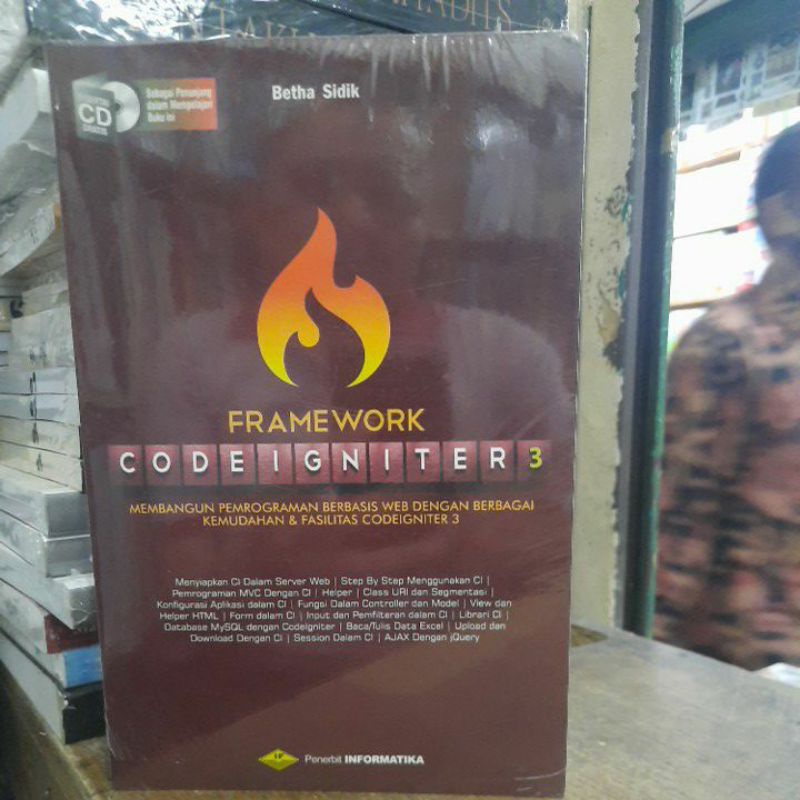 CD
GRATIS
Sebagai Penunjang
dalam Mempelajari
Buku ini
Betha Sidik
FRAMEWORK
CODEIGNITER 3
MEMBANGUN PEMROGRAMAN BERBASIS WEB DENGAN BERBAGAI
KEMUDAHAN & FASILITAS CODEIGNITER 3
Menyiapkan Ci Dalam Server Web | Step By Step Menggunakan CI |
Pemrograman MVC Dengan CI | Helper | Class URI dan Segmentasi |
Konfigurasi Aplikasi dalam CI | Fungsi Dalam Controller dan Model | View dan
Helper HTML | Form dalam CI | Input dan Pemfilteran dalam CI | Librari CI |
Database MySQL dengan CodeIgniter | Baca/Tulis Data Excel | Upload dan
Download Dengan CI | Session Dalam CI | AJAX Dengan jQuery
IF
Penerbit INFORMATIKA